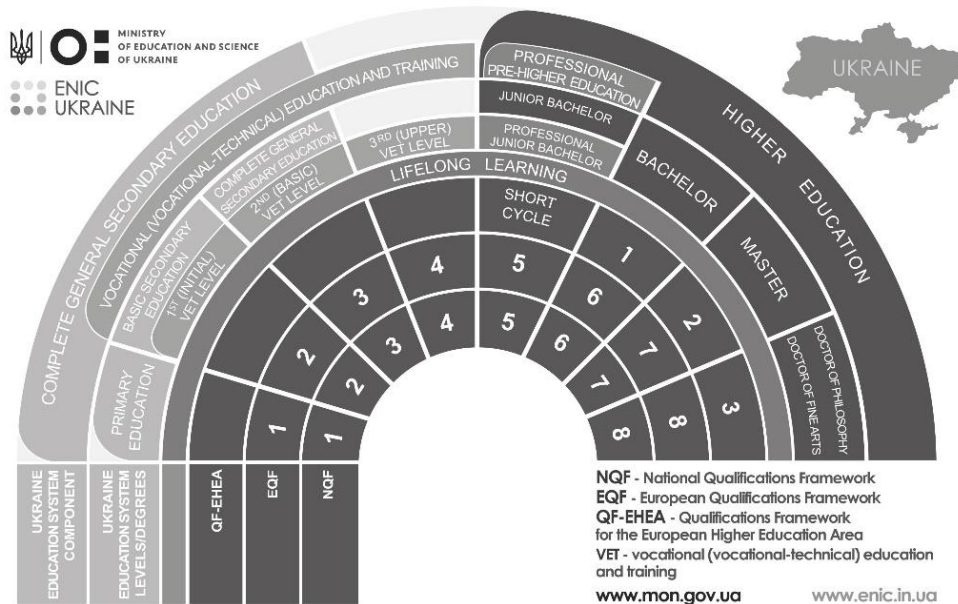 MINISTRY
OF EDUCATION AND SCIENCE
OF UKRAINE
ENIC
UKRAINE
UKRAINE
COMPLETE GENERAL SECONDARY EDUCATION
VOCATIONAL (VOCATIONAL-TECHNICAL) EDUCATION AND TRAINING
PROFESSIONAL
PRE-HIGHER EDUCATION
HIGHER EDUCATION
PRIMARY
EDUCATION
BASIC SECONDARY
EDUCATION
1ST (INITIAL)
VET LEVEL
COMPLETE GENERAL
SECONDARY EDUCATION
2ND (BASIC)
VET LEVEL
3RD (UPPER)
VET LEVEL
JUNIOR BACHELOR
PROFESSIONAL
JUNIOR BACHELOR
BACHELOR
MASTER
DOCTOR OF PHILOSOPHY
DOCTOR OF FINE ARTS
LIFELONG LEARNING
SHORT
CYCLE
1
2
3
1
2
3
4
5
6
7
8
1
2
3
4
5
6
7
8
UKRAINE
EDUCATION SYSTEM
COMPONENT
UKRAINE
EDUCATION SYSTEM
LEVELS/DEGREES
QF-EHEA
EQF
NQF
NQF - National Qualifications Framework
EQF - European Qualifications Framework
QF-EHEA - Qualifications Framework
for the European Higher Education Area
VET - vocational (vocational-technical) education
and training
www.mon.gov.ua
www.enic.in.ua